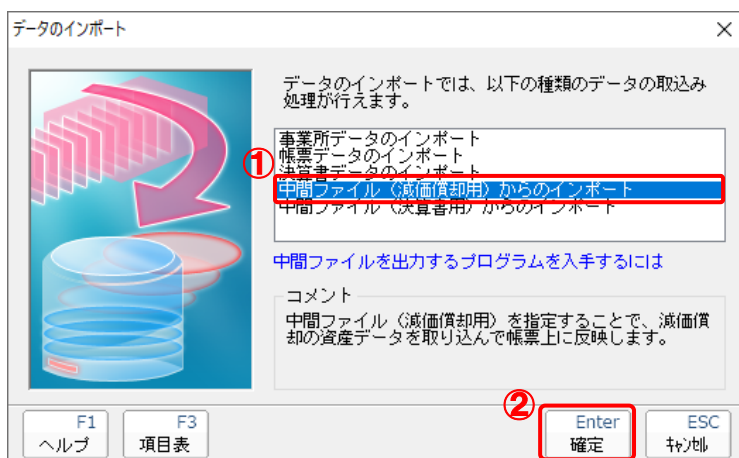 データのインポート
データのインポートでは、以下の種類のデータの取込み
処理が行えます。
事業所データのインポート
帳票データのインポート
①
決算書データのインポート
中間ファイル（減価償却用）からのインポート
中間ファイル（決算書用）からのインポート
中間ファイルを出力するプログラムを入手するには
コメント
中間ファイル（減価償却用）を指定することで、減価償
却の資産データを取り込んで帳票上に反映します。
②
F1
ヘルプ
F3
項目表
Enter
確定
ESC
ｷｬﾝｾﾙ